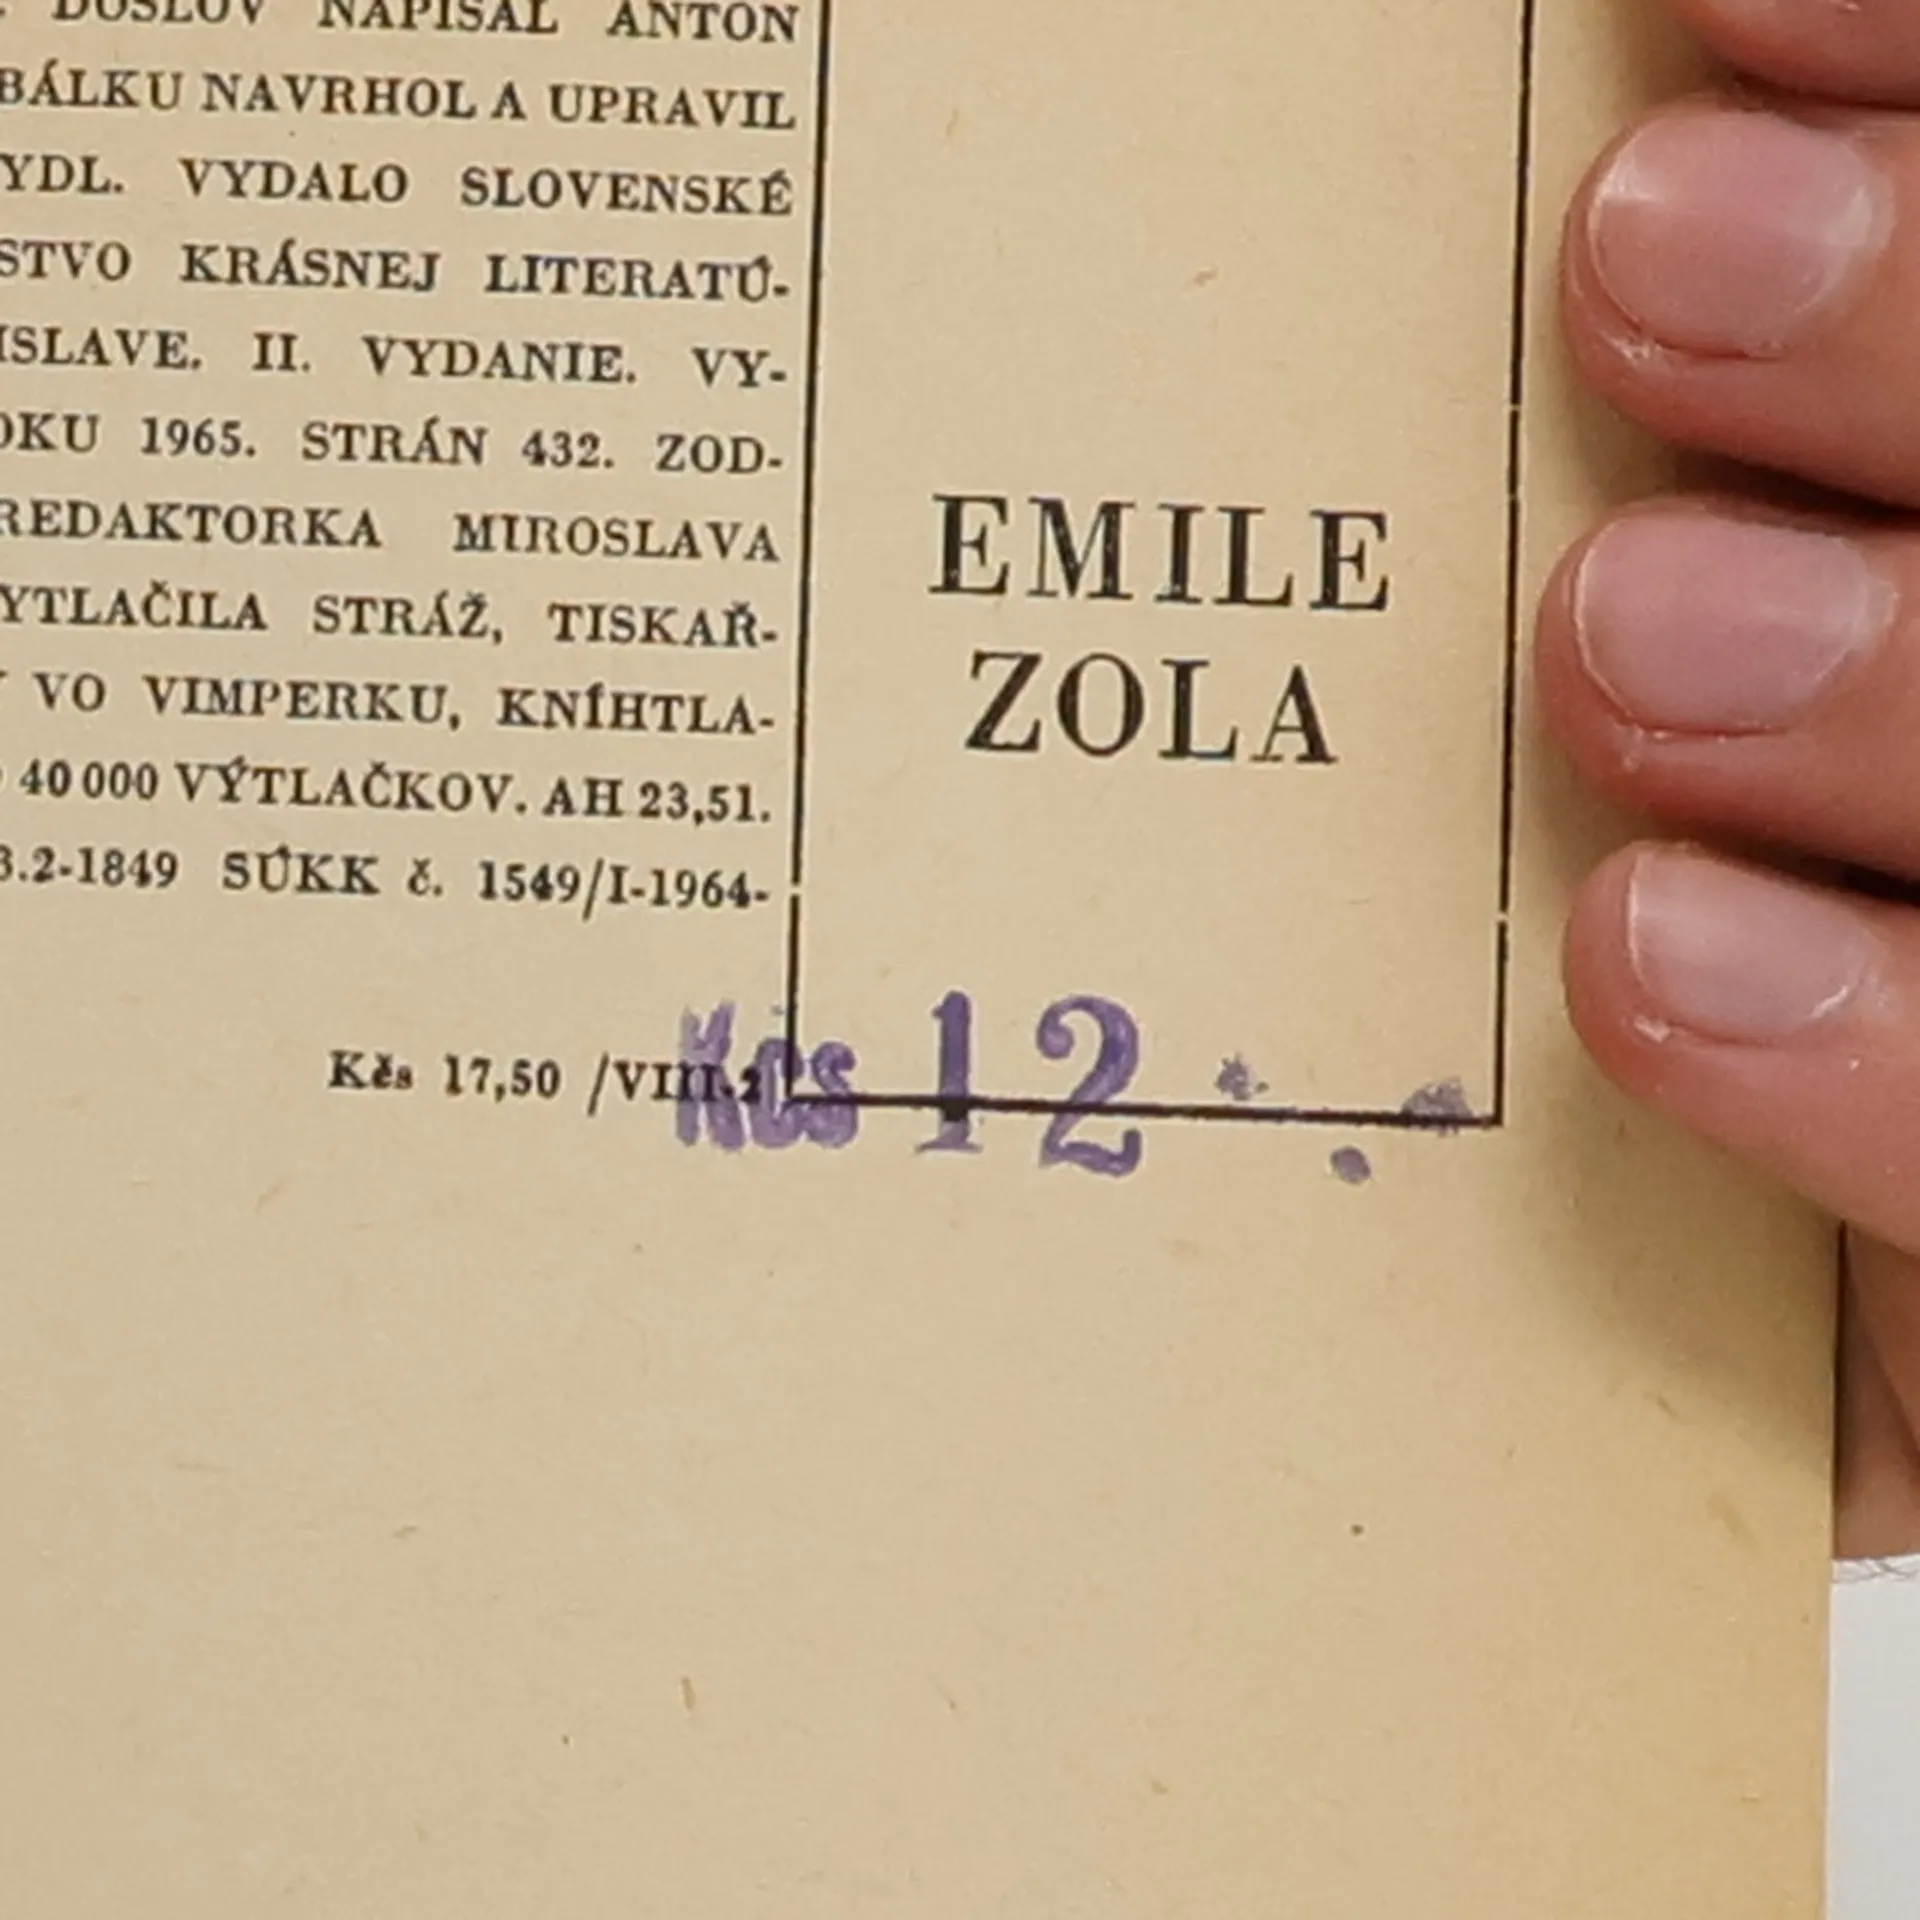 DOSLOV NAPÍSAL ANTON
BÁLKU NAVRHOL A UPRAVIL
YDL. VYDALO SLOVENSKÉ
STVO KRÁSNEJ LITERATÚ-
ISLAVE. II. VYDANIE. VY-
OKU 1965. STRÁN 432. ZOD-
REDAKTORKA MIROSLAVA
YTLAČILA STRÁŽ, TISKAŘ-
VO VIMPERKU, KNÍHTLA-
40 000 VÝTLAČKOV. AH 23,51.
3.2-1849 SÚKK č. 1549/I-1964-
Kčs 17,50 /VIII-2
EMILE
ZOLA
Kčs 12